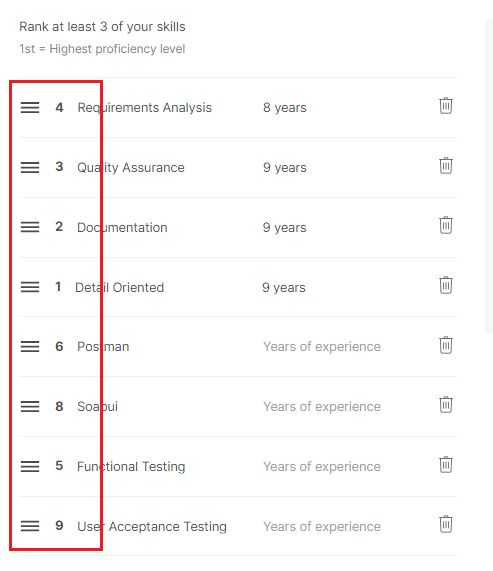 Rank at least 3 of your skills
1st = Highest proficiency level
4 Requirements Analysis 8 years
3 Quality Assurance 9 years
2 Documentation 9 years
1 Detail Oriented 9 years
6 Postman Years of experience
8 Soapui Years of experience
5 Functional Testing Years of experience
9 User Acceptance Testing Years of experience